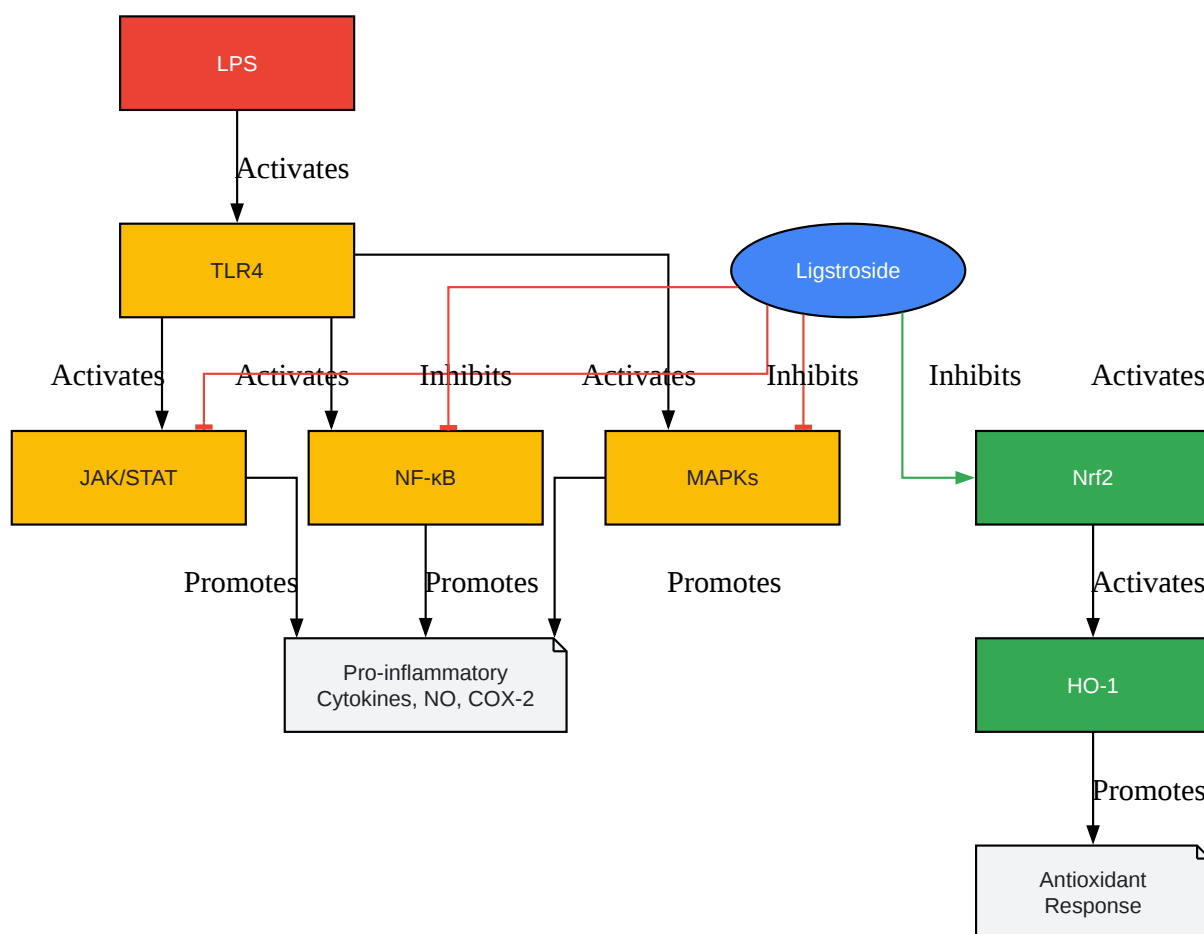 LPS
Activates
TLR4
Ligstroside
Activates
Activates
Inhibits
Activates
Inhibits
Inhibits
Activates
JAK/STAT
NF-κB
MAPKs
Nrf2
Promotes
Promotes
Promotes
Activates
Pro-inflammatory
Cytokines, NO, COX-2
HO-1
Promotes
Antioxidant
Response